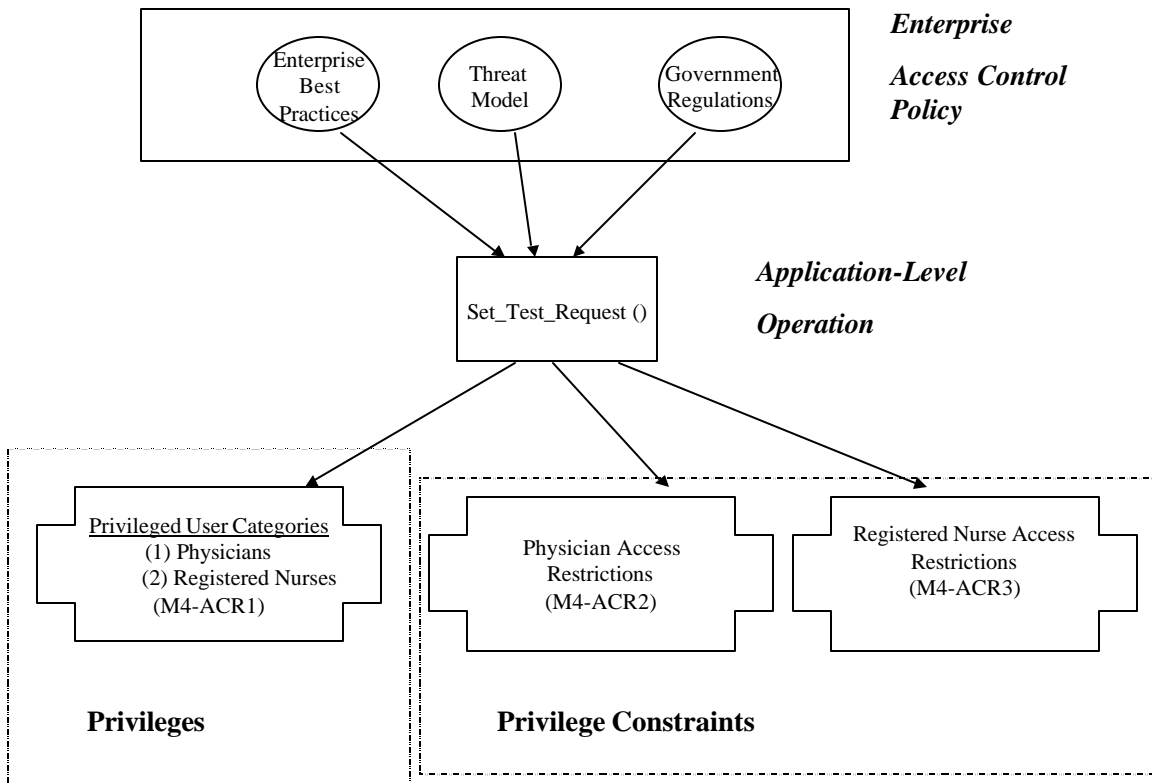 Enterprise
Access Control
Policy
Enterprise
Best
Practices
Threat
Model
Government
Regulations
Application-Level
Operation
Set_Test_Request ()
Privileged User Categories
(1) Physicians
(2) Registered Nurses
(M4-ACR1)
Physician Access
Restrictions
(M4-ACR2)
Registered Nurse Access
Restrictions
(M4-ACR3)
Privileges
Privilege Constraints